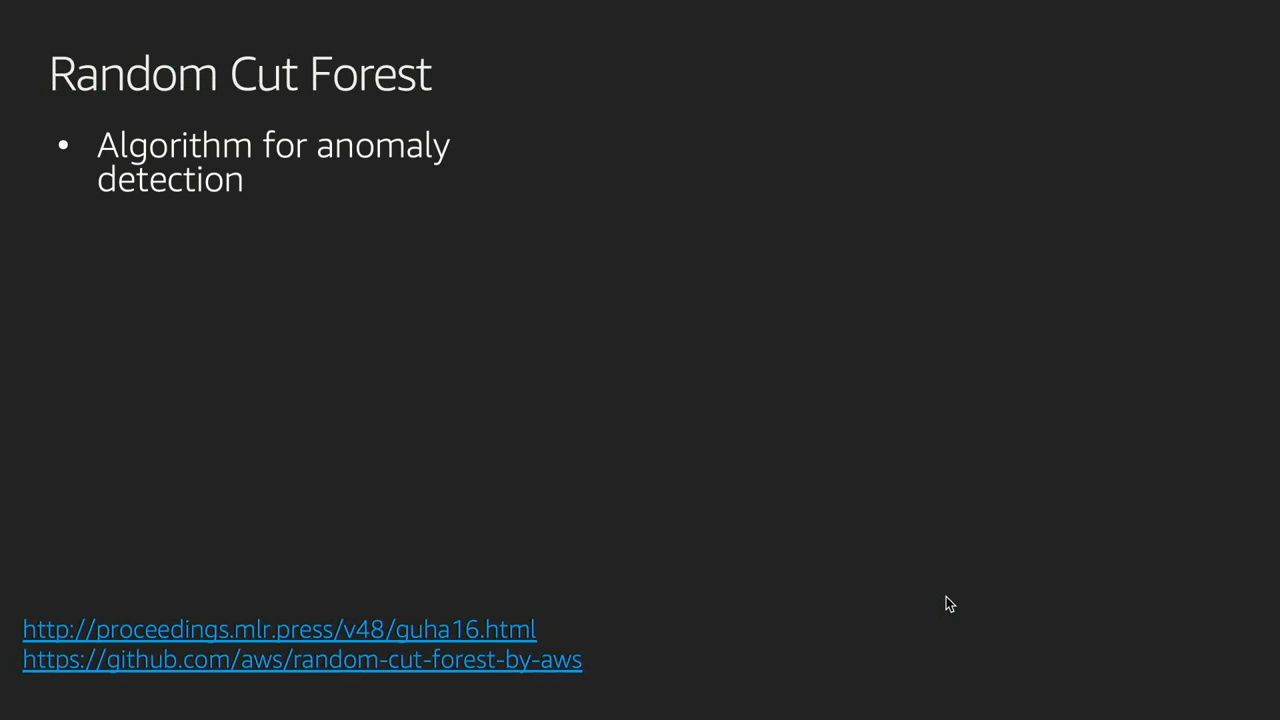 Random Cut Forest
• Algorithm for anomaly
detection
http://proceedings.mlr.press/v48/guha16.html
https://github.com/aws/random-cut-forest-by-aws